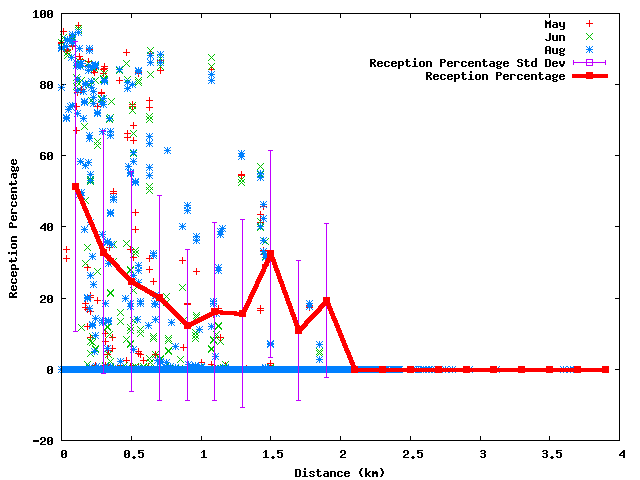 100
80
60
40
20
0
-20
Reception Percentage
May
Jun
Aug
Reception Percentage Std Dev
Reception Percentage
0 0.5 1 1.5 2 2.5 3 3.5 4
Distance (km)